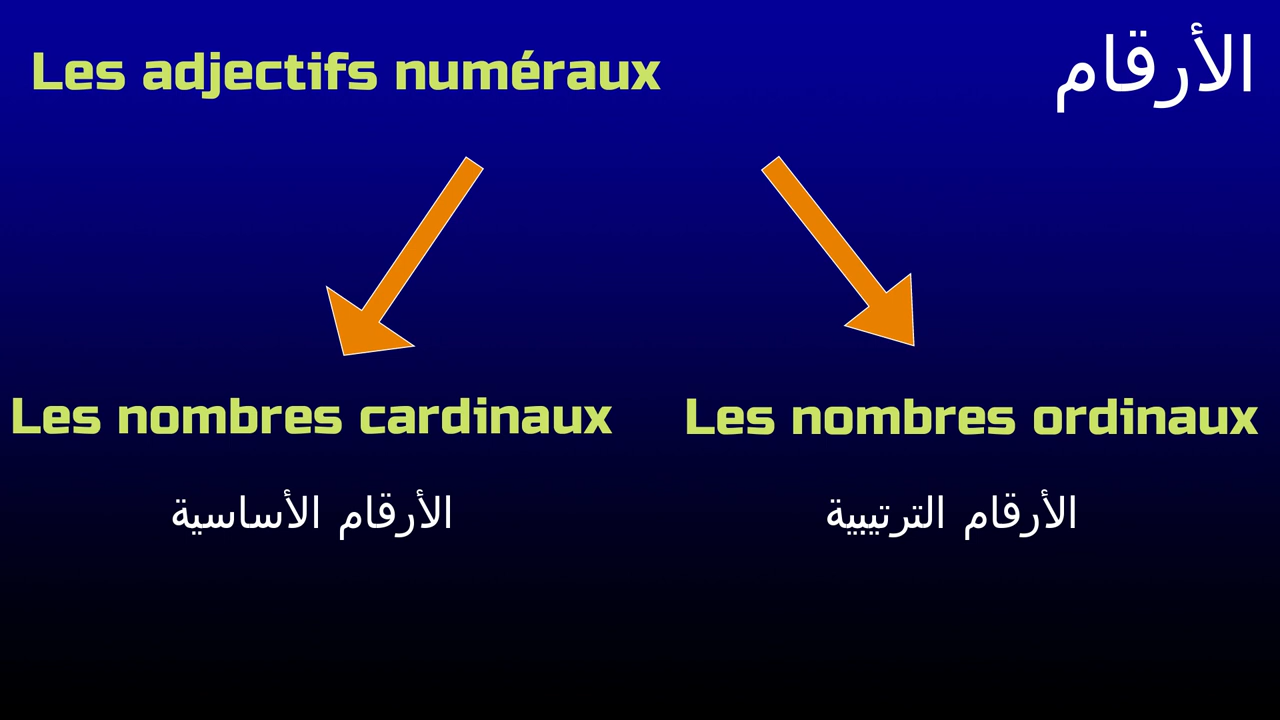 Les adjectifs numéraux
الأرقام
Les nombres cardinaux
Les nombres ordinaux
الأرقام الأساسية
الأرقام الترتيبية